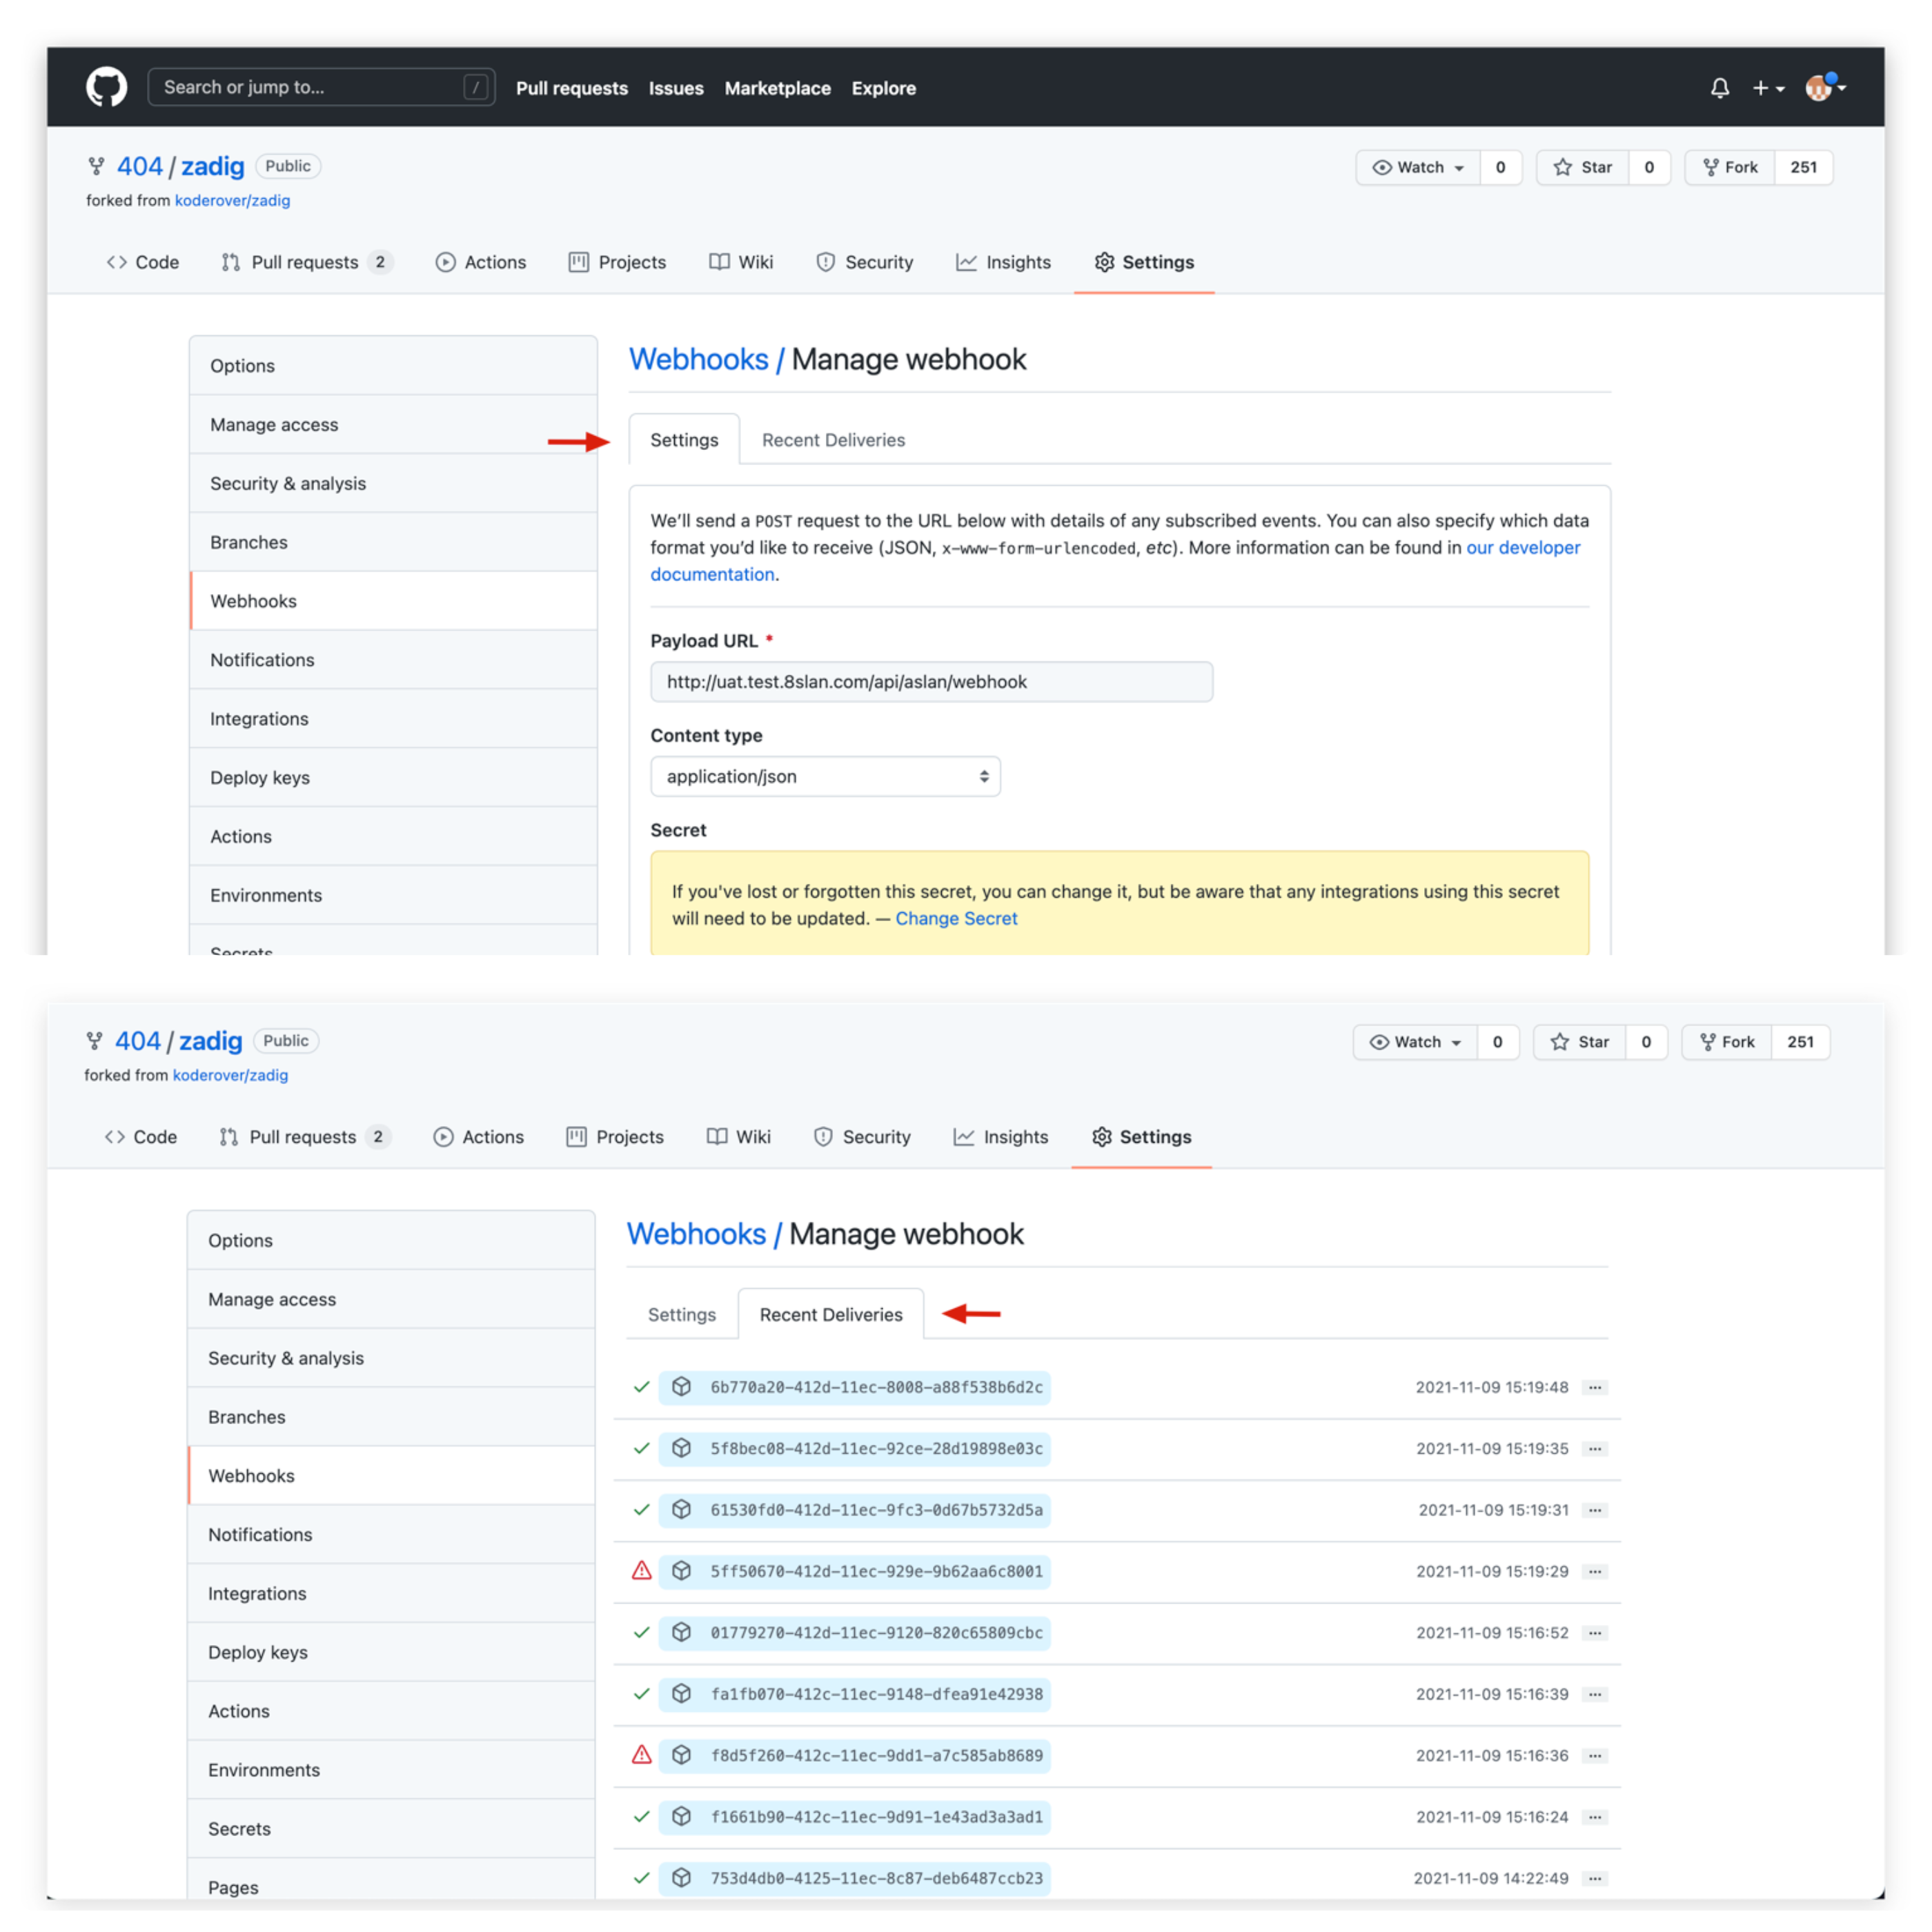 Search or jump to... / Pull requests Issues Marketplace Explore
404 / zadig Public Watch 0 Star 0 Fork 251
forked from koderover/zadig
Code Pull requests 2 Actions Projects Wiki Security Insights Settings
Webhooks / Manage webhook
Options
Manage access
Security & analysis
Branches
Webhooks
Notifications
Integrations
Deploy keys
Actions
Environments
Secrets
Settings Recent Deliveries
We'll send a POST request to the URL below with details of any subscribed events. You can also specify which data
format you'd like to receive (JSON, x-www-form-urlencoded, etc). More information can be found in our developer
documentation.
Payload URL *
http://uat.test.8slan.com/api/aslan/webhook
Content type
application/json
Secret
If you've lost or forgotten this secret, you can change it, but be aware that any integrations using this secret
will need to be updated. — Change Secret
404 / zadig Public Watch 0 Star 0 Fork 251
forked from koderover/zadig
Code Pull requests 2 Actions Projects Wiki Security Insights Settings
Webhooks / Manage webhook
Options
Manage access
Security & analysis
Branches
Webhooks
Notifications
Integrations
Deploy keys
Actions
Environments
Secrets
Pages
Settings Recent Deliveries
6b770a20-412d-11ec-8008-a88f538b6d2c 2021-11-09 15:19:48 ...
5f8bec08-412d-11ec-92ce-28d19898e03c 2021-11-09 15:19:35 ...
61530fd0-412d-11ec-9fc3-0d67b5732d5a 2021-11-09 15:19:31 ...
5ff50670-412d-11ec-929e-9b62aa6c8001 2021-11-09 15:19:29 ...
01779270-412d-11ec-9120-820c65809cbc 2021-11-09 15:16:52 ...
fa1fb070-412c-11ec-9148-dfea91e42938 2021-11-09 15:16:39 ...
f8d5f260-412c-11ec-9dd1-a7c585ab8689 2021-11-09 15:16:36 ...
f1661b90-412c-11ec-9d91-1e43ad3a3ad1 2021-11-09 15:16:24 ...
753d4db0-4125-11ec-8c87-deb6487ccb23 2021-11-09 14:22:49 ...